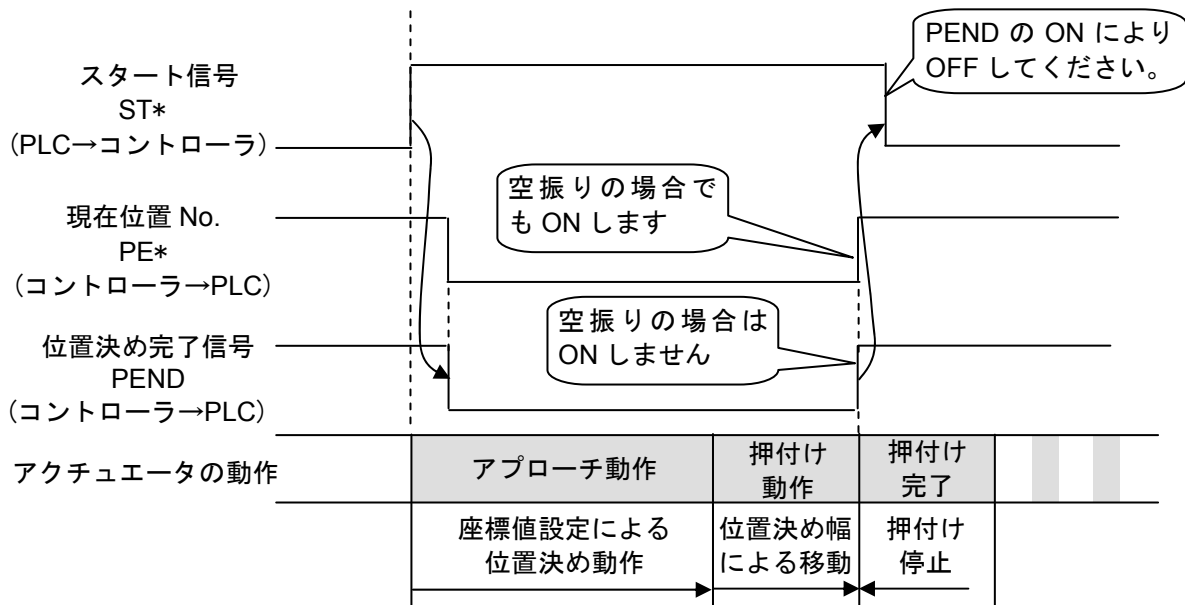 PEND の ON により
OFF してください。
スタート信号
ST*
(PLC→コントローラ)
空振りの場合で
も ON します
現在位置 No.
PE*
(コントローラ→PLC)
空振りの場合は
ON しません
位置決め完了信号
PEND
(コントローラ→PLC)
アクチュエータの動作
アプローチ動作
押付け
動作
押付け
完了
座標値設定による
位置決め動作
位置決め幅
による移動
押付け
停止